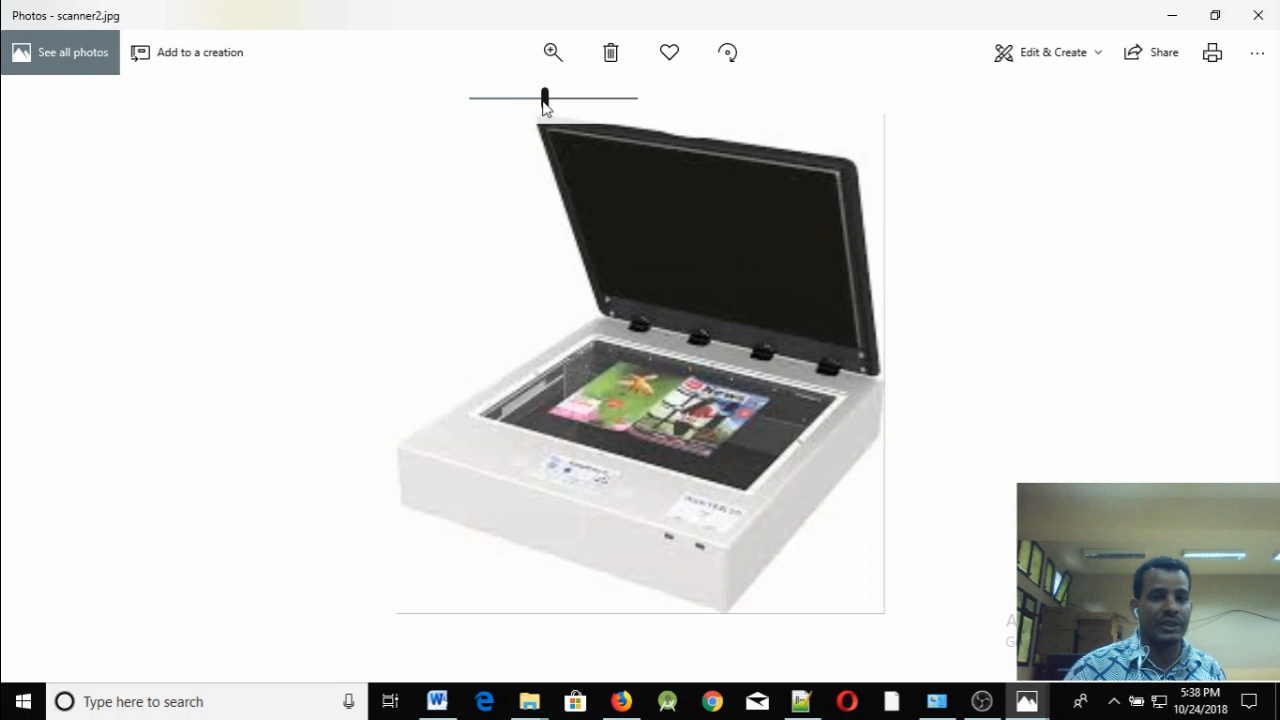 Photos - scanner2.jpg
See all photos
Add to a creation
Edit & Create
Share
News
Type here to search
5:38 PM
10/24/2018